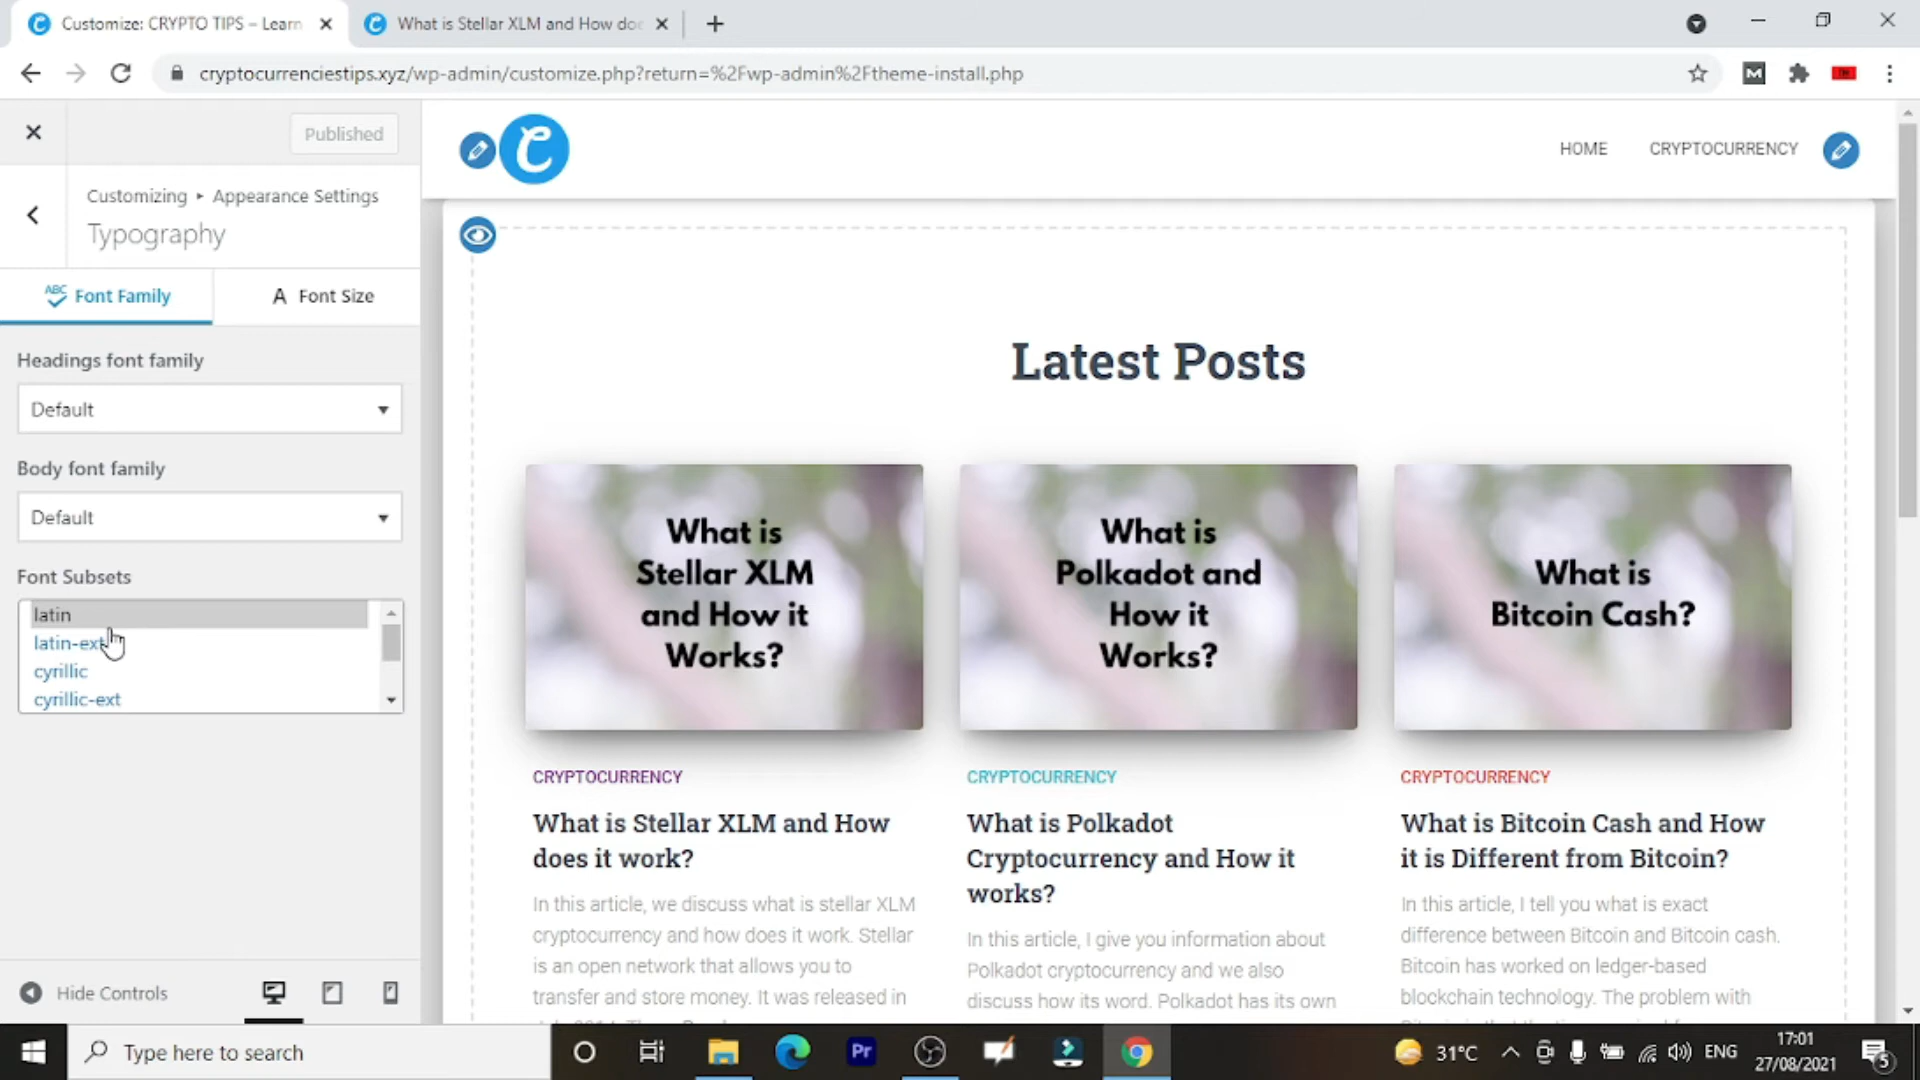 Customize: CRYPTO TIPS – Learn
What is Stellar XLM and How doe
cryptocurrenciestips.xyz/wp-admin/customize.php?return=%2Fwp-admin%2Ftheme-install.php
Published
Customizing ▸ Appearance Settings
Typography
ABC Font Family
A Font Size
Headings font family
Default
Body font family
Default
Font Subsets
latin
latin-ext
cyrillic
cyrillic-ext
Hide Controls
HOME
CRYPTOCURRENCY
Latest Posts
What is
Stellar XLM
and How it
Works?
What is
Polkadot and
How it
Works?
What is
Bitcoin Cash?
CRYPTOCURRENCY
What is Stellar XLM and How
does it work?
In this article, we discuss what is stellar XLM
cryptocurrency and how does it work. Stellar
is an open network that allows you to
transfer and store money. It was released in
CRYPTOCURRENCY
What is Polkadot
Cryptocurrency and How it
works?
In this article, I give you information about
Polkadot cryptocurrency and we also
discuss how its word. Polkadot has its own
CRYPTOCURRENCY
What is Bitcoin Cash and How
it is Different from Bitcoin?
In this article, I tell you what is exact
difference between Bitcoin and Bitcoin cash.
Bitcoin has worked on ledger-based
blockchain technology. The problem with
Type here to search
Pr
31°C
ENG
17:01
27/08/2021
5